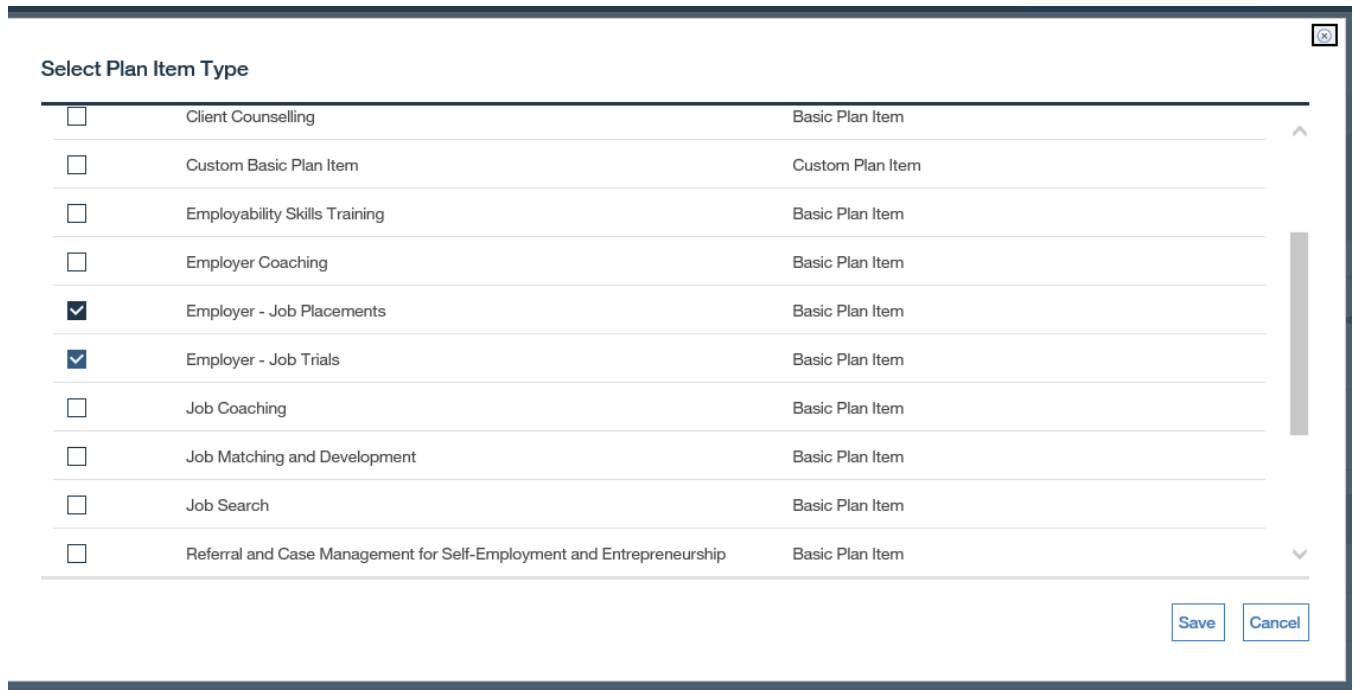 Select Plan Item Type
Client Counselling Basic Plan Item
Custom Basic Plan Item Custom Plan Item
Employability Skills Training Basic Plan Item
Employer Coaching Basic Plan Item
Employer - Job Placements Basic Plan Item
Employer - Job Trials Basic Plan Item
Job Coaching Basic Plan Item
Job Matching and Development Basic Plan Item
Job Search Basic Plan Item
Referral and Case Management for Self-Employment and Entrepreneurship Basic Plan Item
Save Cancel